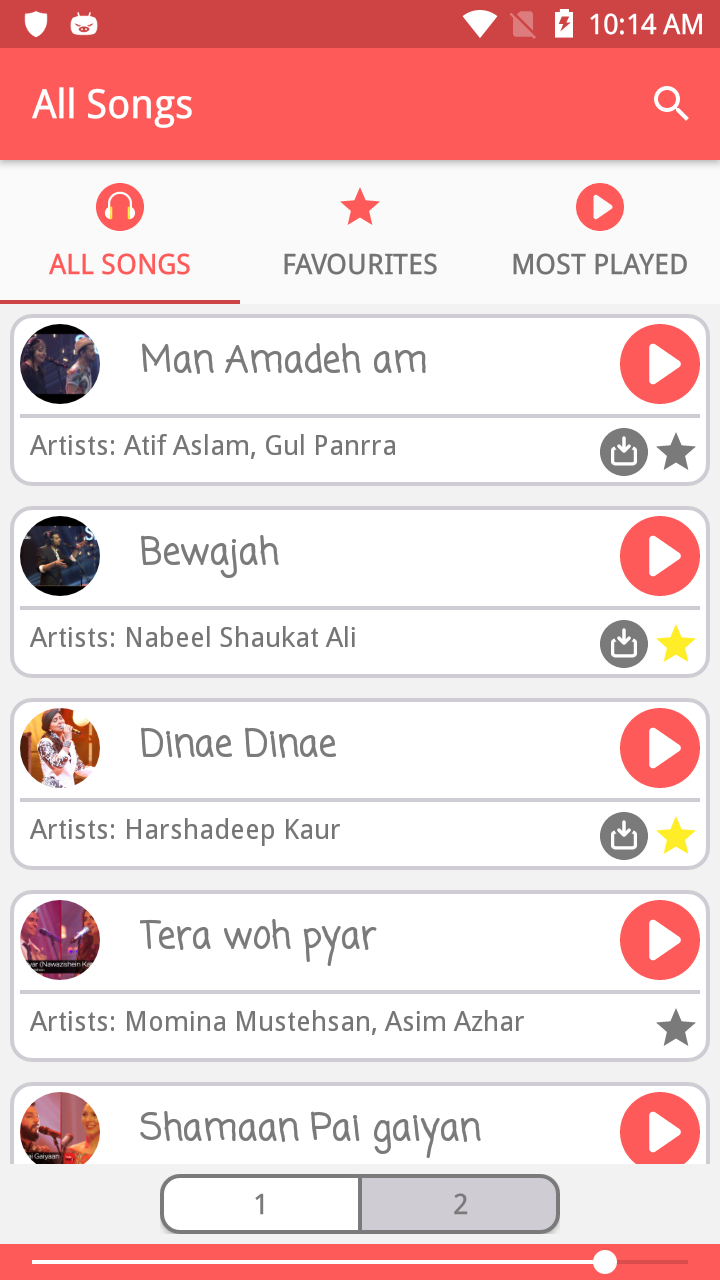 10:14 AM
All Songs
ALL SONGS
FAVOURITES
MOST PLAYED
Man Amadeh am
Artists: Atif Aslam, Gul Panrra
Bewajah
Artists: Nabeel Shaukat Ali
Dinae Dinae
Artists: Harshadeep Kaur
Tera woh pyar
Artists: Momina Mustehsan, Asim Azhar
Shamaan Pai gaiyan
1
2